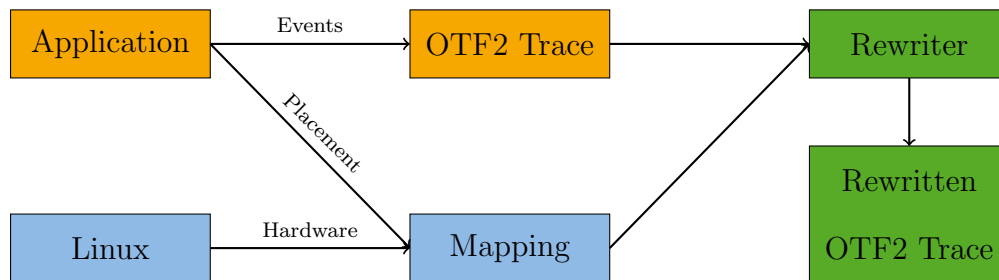 Application
Events
OTF2 Trace
Rewriter
Placement
Rewritten
OTF2 Trace
Linux
Hardware
Mapping